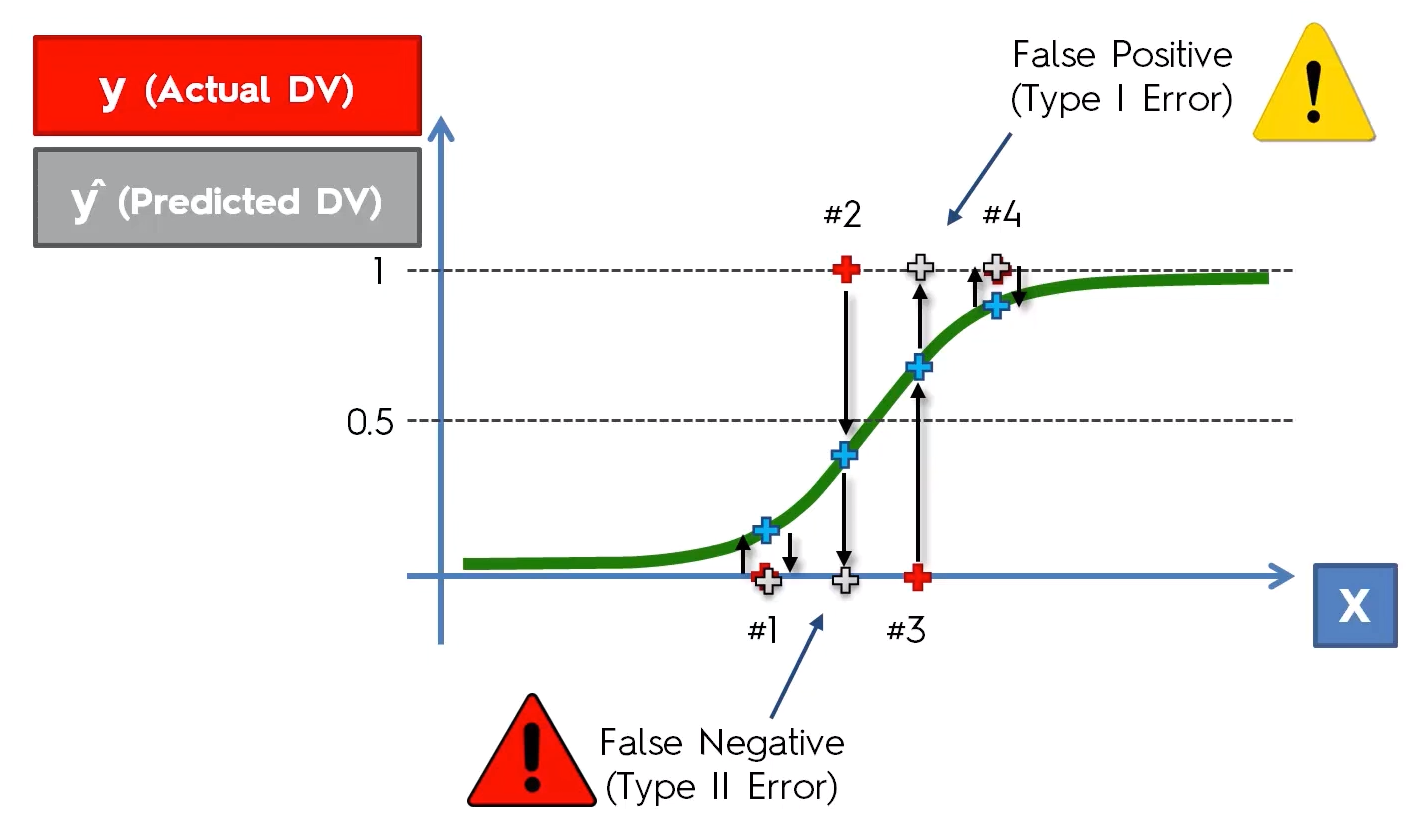 y (Actual DV)
ŷ (Predicted DV)
False Positive
(Type I Error)
#2
#4
1
0.5
X
#1
#3
False Negative
(Type II Error)